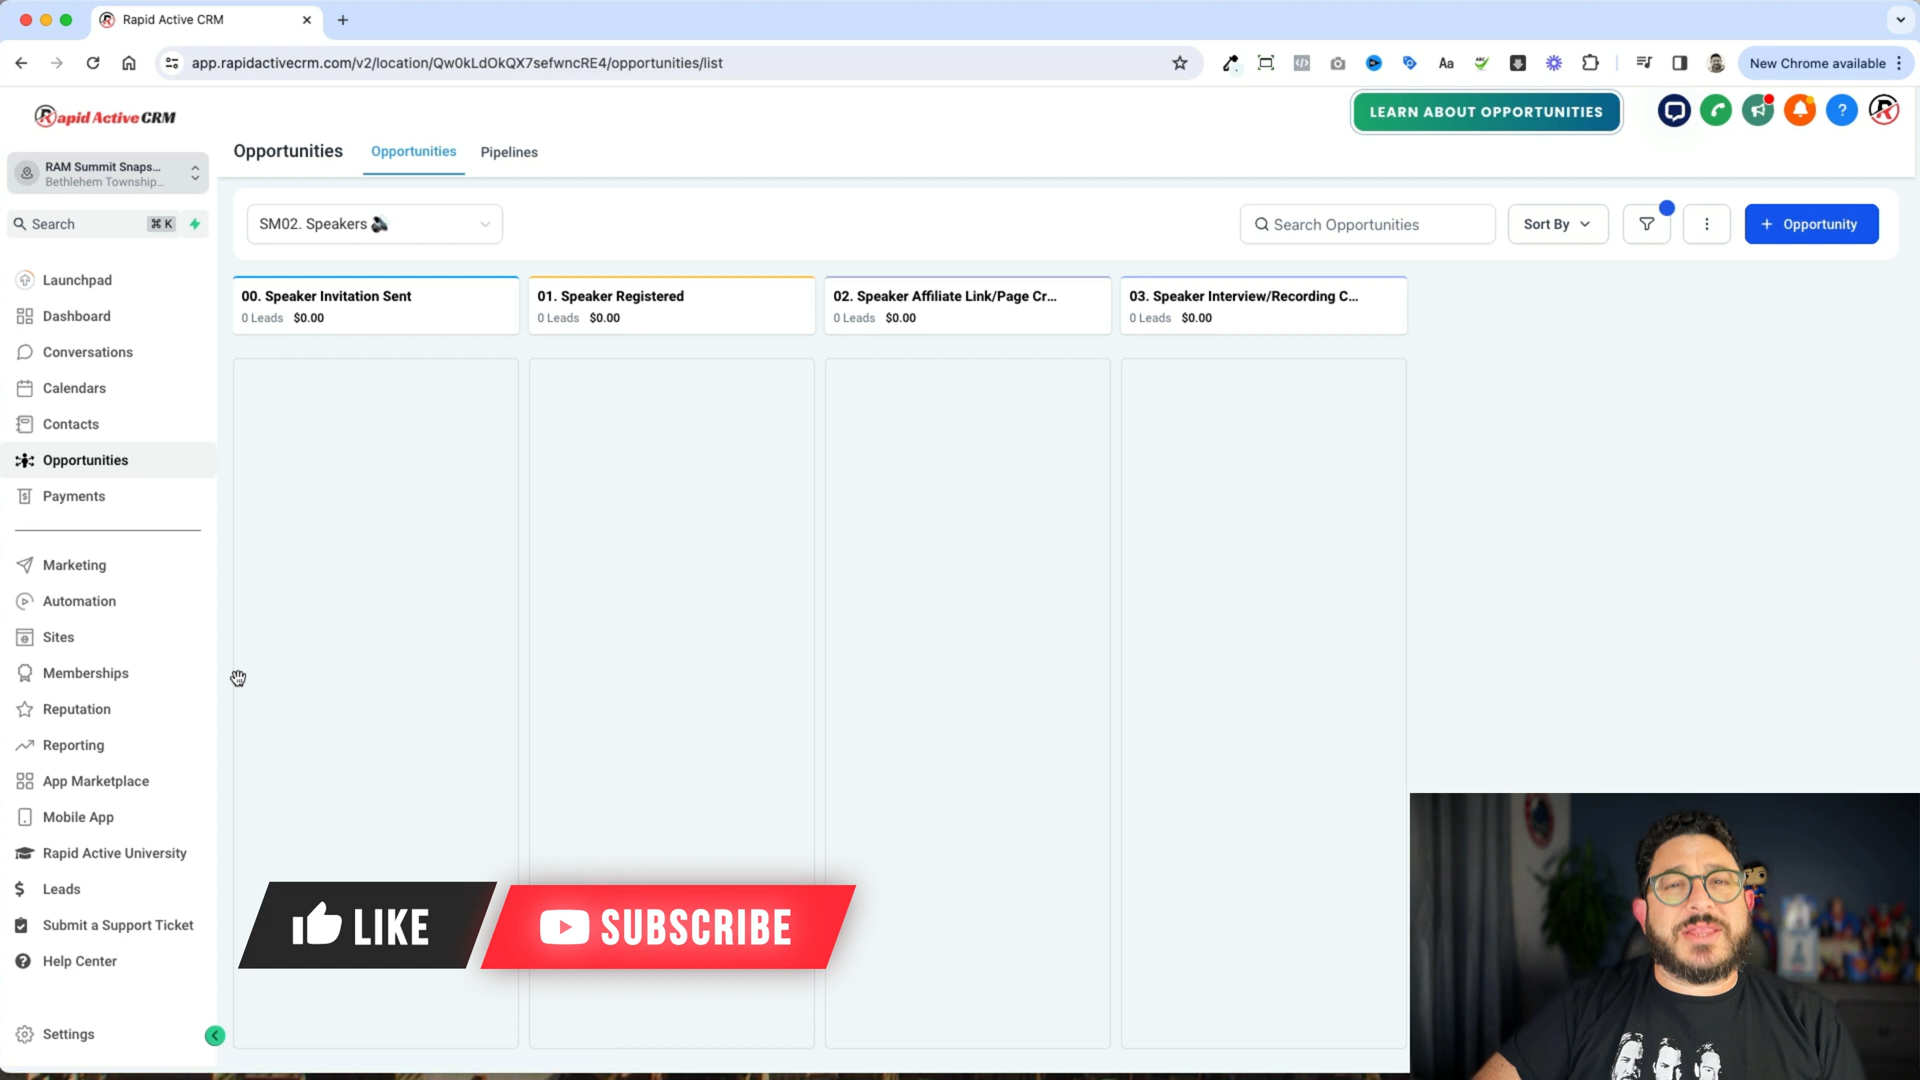 Rapid Active CRM
app.rapidactivecrm.com/v2/location/Qw0kLdOkQX7sefwncRE4/opportunities/list
Aa
New Chrome available
Rapid Active CRM
LEARN ABOUT OPPORTUNITIES
?
RAM Summit Snaps...
Bethlehem Township...
Opportunities
Opportunities
Pipelines
Search
⌘ K
SM02. Speakers 🔈
Search Opportunities
Sort By
+ Opportunity
Launchpad
Dashboard
Conversations
Calendars
Contacts
Opportunities
Payments
Marketing
Automation
Sites
Memberships
Reputation
Reporting
App Marketplace
Mobile App
Rapid Active University
Leads
Submit a Support Ticket
Help Center
Settings
00. Speaker Invitation Sent
0 Leads $0.00
01. Speaker Registered
0 Leads $0.00
02. Speaker Affiliate Link/Page Cr...
0 Leads $0.00
03. Speaker Interview/Recording C...
0 Leads $0.00
LIKE
SUBSCRIBE